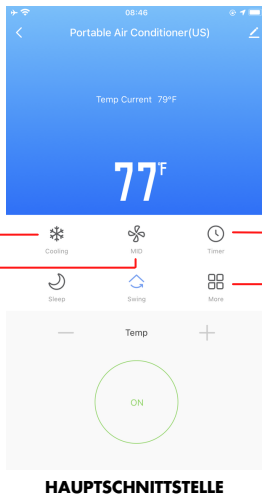 08:46
Portable Air Conditioner(US)
Temp Current 79°F
77°F
Cooling MID Timer
Sleep Swing More
Temp
ON
HAUPTSCHNITTSTELLE